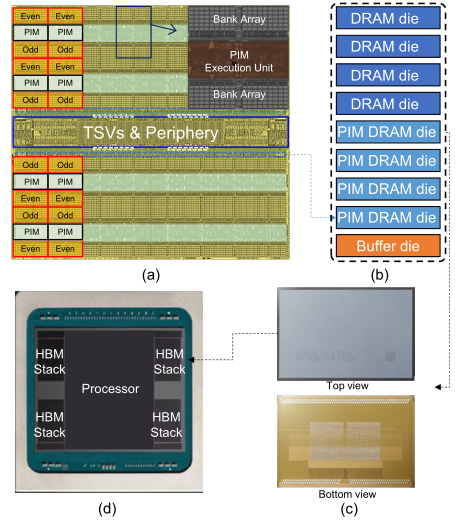 Even Even
PIM PIM
Odd Odd
Even Even
PIM PIM
Odd Odd
Bank Array
PIM
Execution Unit
Bank Array
TSVs & Periphery
Odd Odd
PIM PIM
Even Even
Odd Odd
PIM PIM
Even Even
(a)
DRAM die
DRAM die
DRAM die
DRAM die
PIM DRAM die
PIM DRAM die
PIM DRAM die
PIM DRAM die
Buffer die
(b)
HBM
Stack
HBM
Stack
Processor
HBM
Stack
HBM
Stack
(d)
Top view
Bottom view
(c)